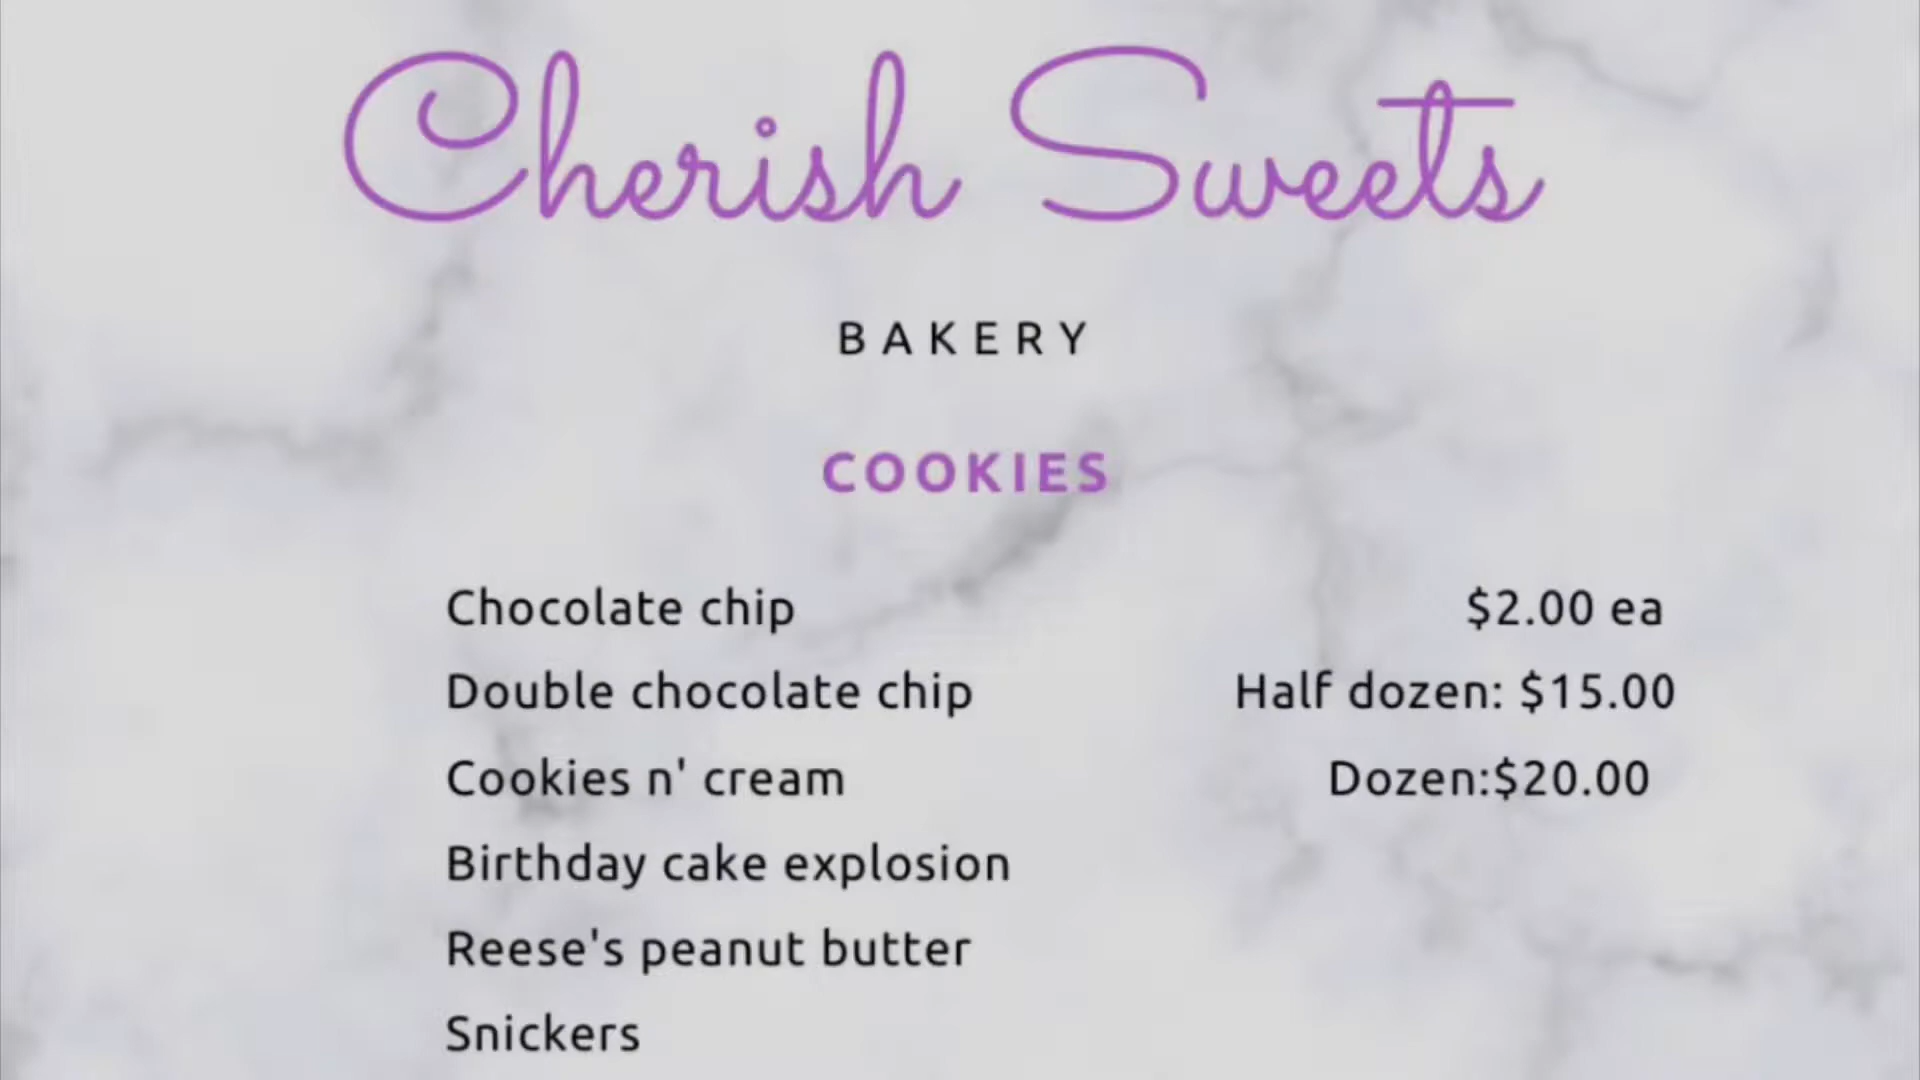 Cherish Sweets
BAKERY
COOKIES
Chocolate chip $2.00 ea
Double chocolate chip Half dozen: $15.00
Cookies n' cream Dozen:$20.00
Birthday cake explosion
Reese's peanut butter
Snickers